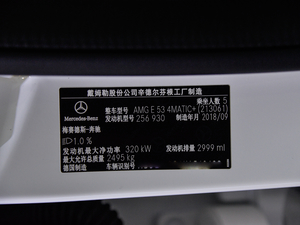 戴姆勒股份公司辛德尔芬根工厂制造
乘坐人数 5
整车型号 AMG E 53 4MATIC+ (213061)
发动机型号 256 930 制造年月 2018/09
Mercedes-Benz
梅赛德斯-奔驰
1.0 %
发动机最大净功率 320 kW 发动机排量 2999 ml
最大允许总质量 2495 kg
德国制造 车辆识别